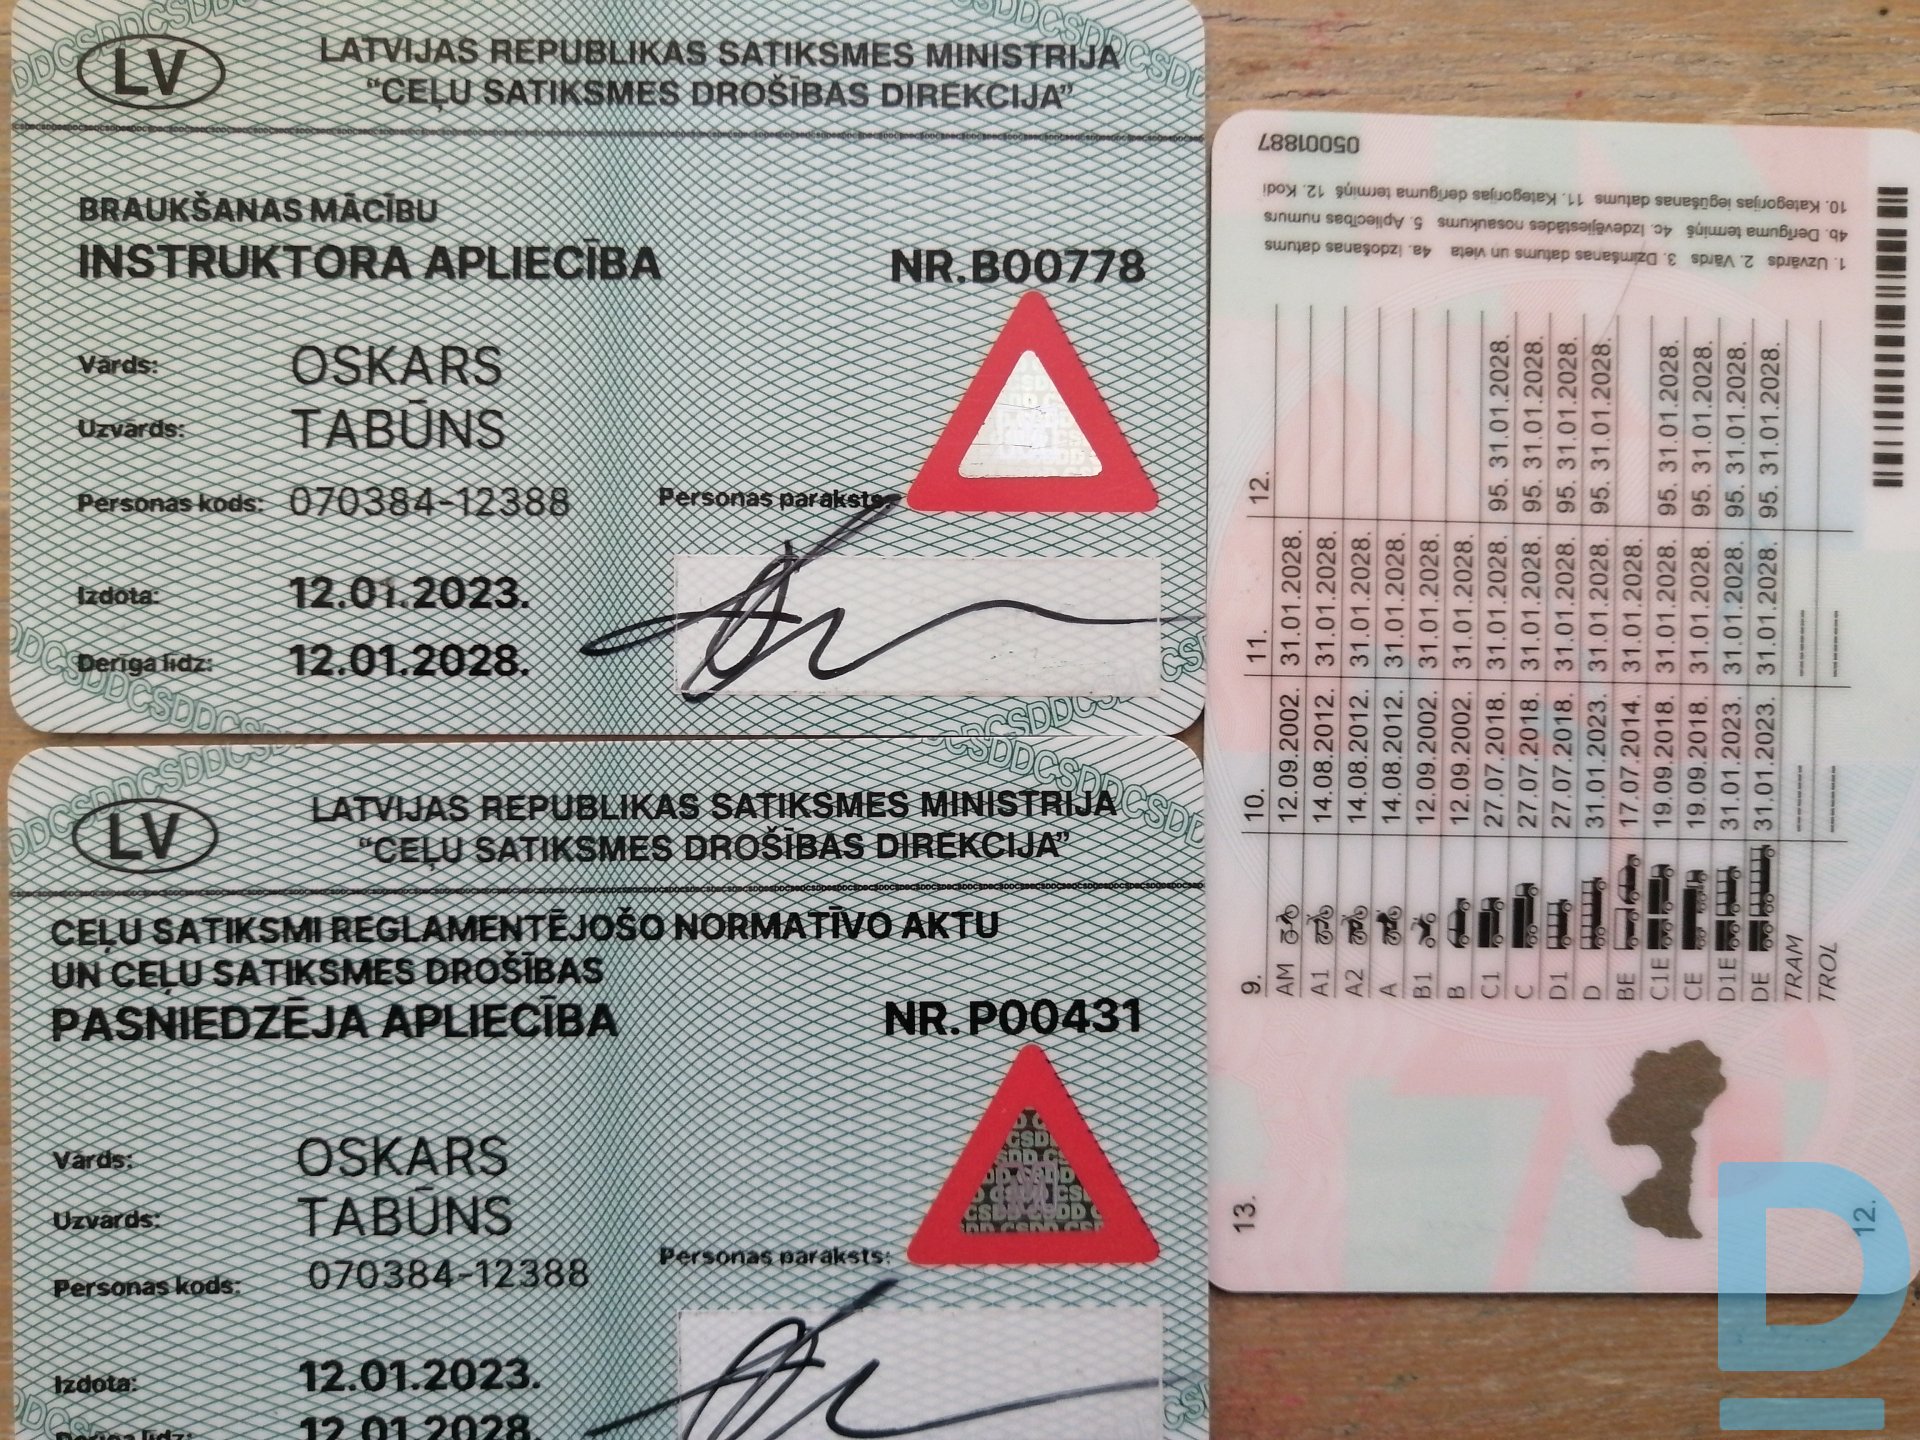 LV
LATVIJAS REPUBLIKAS SATIKSMES MINISTRIJA
“CEĻU SATIKSMES DROŠĪBAS DIREKCIJA”
BRAUKŠANAS MĀCĪBU
INSTRUKTORA APLIECĪBA
NR.B00778
Vārds: OSKARS
Uzvārds: TABŪNS
Personas kods: 070384-12388
Personas paraksts:
Izdota: 12.01.2023.
Derīga līdz: 12.01.2028.
LV
LATVIJAS REPUBLIKAS SATIKSMES MINISTRIJA
“CEĻU SATIKSMES DROŠĪBAS DIREKCIJA”
CEĻU SATIKSMI REGLAMENTĒJOŠO NORMATĪVO AKTU
UN CEĻU SATIKSMES DROŠĪBAS
PASNIEDZĒJA APLIECĪBA
NR. P00431
Vārds: OSKARS
Uzvārds: TABŪNS
Personas kods: 070384-12388
Personas paraksts:
Izdota: 12.01.2023.
Derīga līdz: 12.01.2028.
05001887
1. Uzvārds 2. Vārds 3. Dzimšanas datums un vieta 4a. Izdošanas datums
4b. Derīguma termiņš 4c. Izdevējiestādes nosaukums 5. Apliecības numurs
10. Kategorijas iegūšanas datums 11. Kategorijas derīguma termiņš 12. Kodi
9. 10. 11. 12.
AM 12.09.2002. 31.01.2028.
A1 14.08.2012. 31.01.2028.
A2 14.08.2012. 31.01.2028.
A 14.08.2012. 31.01.2028.
B1 12.09.2002. 31.01.2028.
B 12.09.2002. 31.01.2028.
C1 27.07.2018. 31.01.2028. 95. 31.01.2028.
C 27.07.2018. 31.01.2028. 95. 31.01.2028.
D1 27.07.2018. 31.01.2028. 95. 31.01.2028.
D 31.01.2023. 31.01.2028. 95. 31.01.2028.
BE 17.07.2014. 31.01.2028.
C1E 19.09.2018. 31.01.2028. 95. 31.01.2028.
CE 19.09.2018. 31.01.2028. 95. 31.01.2028.
D1E 31.01.2023. 31.01.2028. 95. 31.01.2028.
DE 31.01.2023. 31.01.2028. 95. 31.01.2028.
TRAM -------- --------
TROL -------- --------
13.
12.
D